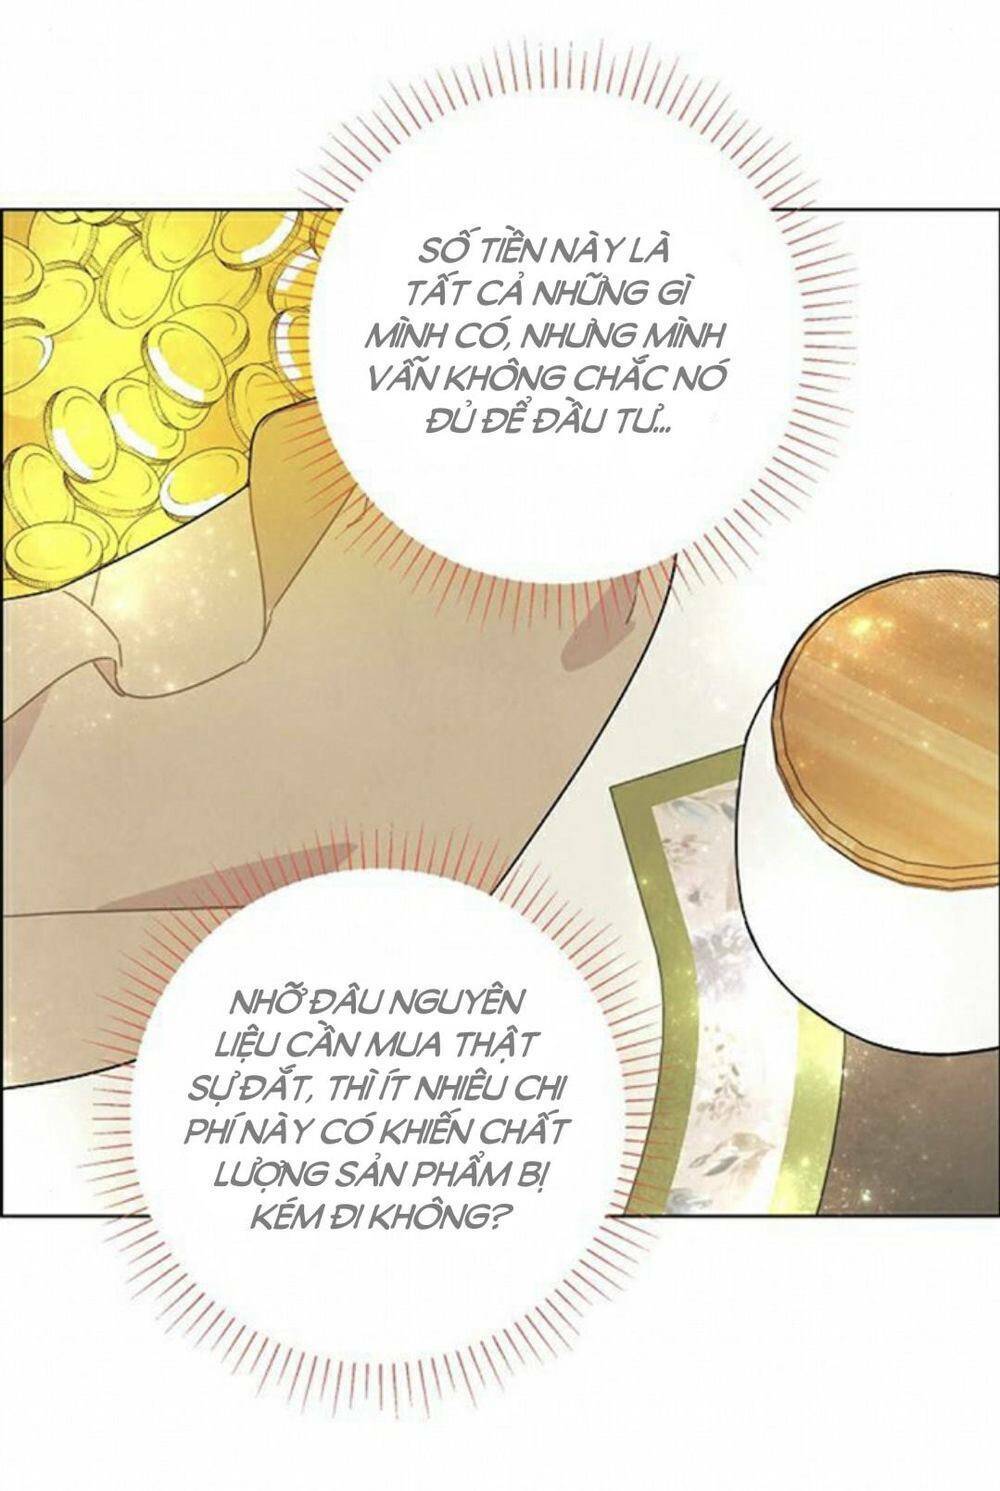 SỐ TIỀN NÀY LÀ
TẤT CẢ NHỮNG GÌ
MÌNH CÓ, NHƯNG MÌNH
VẪN KHÔNG CHẮC NÓ
ĐỦ ĐỂ ĐẦU TƯ...
NHỠ ĐÂU NGUYÊN
LIỆU CẦN MUA THẬT
SỰ ĐẮT, THÌ ÍT NHIÊU CHI
PHÍ NÀY CÓ KHIẾN CHẤT
LƯỢNG SẢN PHẨM BỊ
KÉM ĐI KHÔNG?